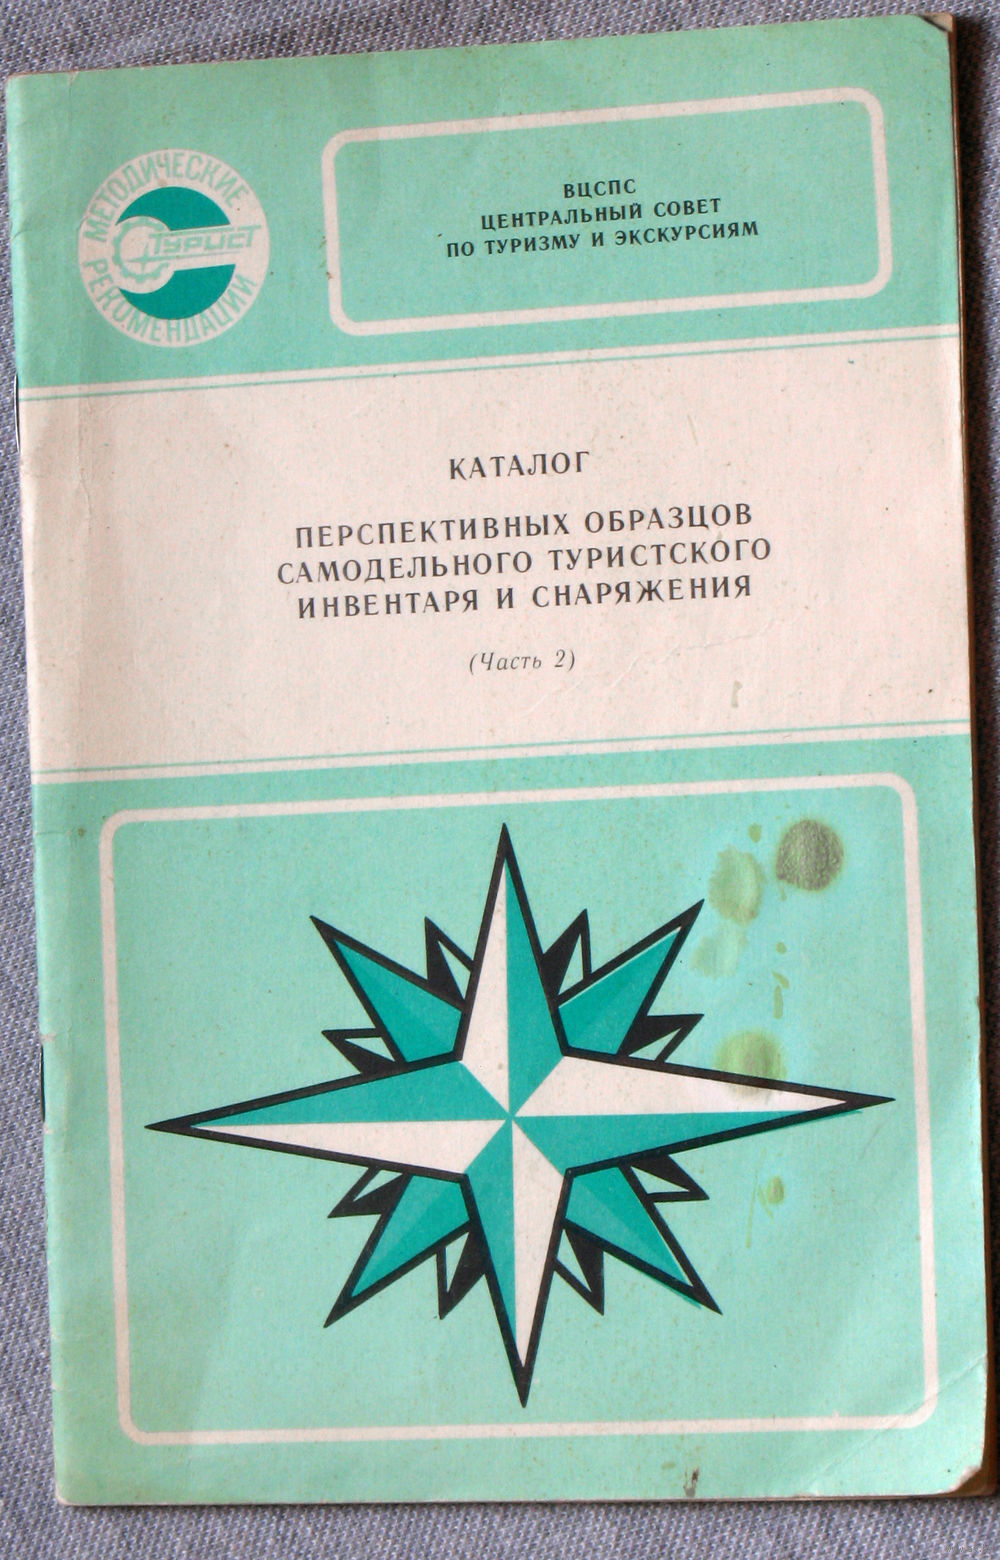 МЕТОДИЧЕСКИЕ
ТУРИСТ
РЕКОМЕНДАЦИИ
ВЦСПС
ЦЕНТРАЛЬНЫЙ СОВЕТ
ПО ТУРИЗМУ И ЭКСКУРСИЯМ
КАТАЛОГ
ПЕРСПЕКТИВНЫХ ОБРАЗЦОВ
САМОДЕЛЬНОГО ТУРИСТСКОГО
ИНВЕНТАРЯ И СНАРЯЖЕНИЯ
(Часть 2)